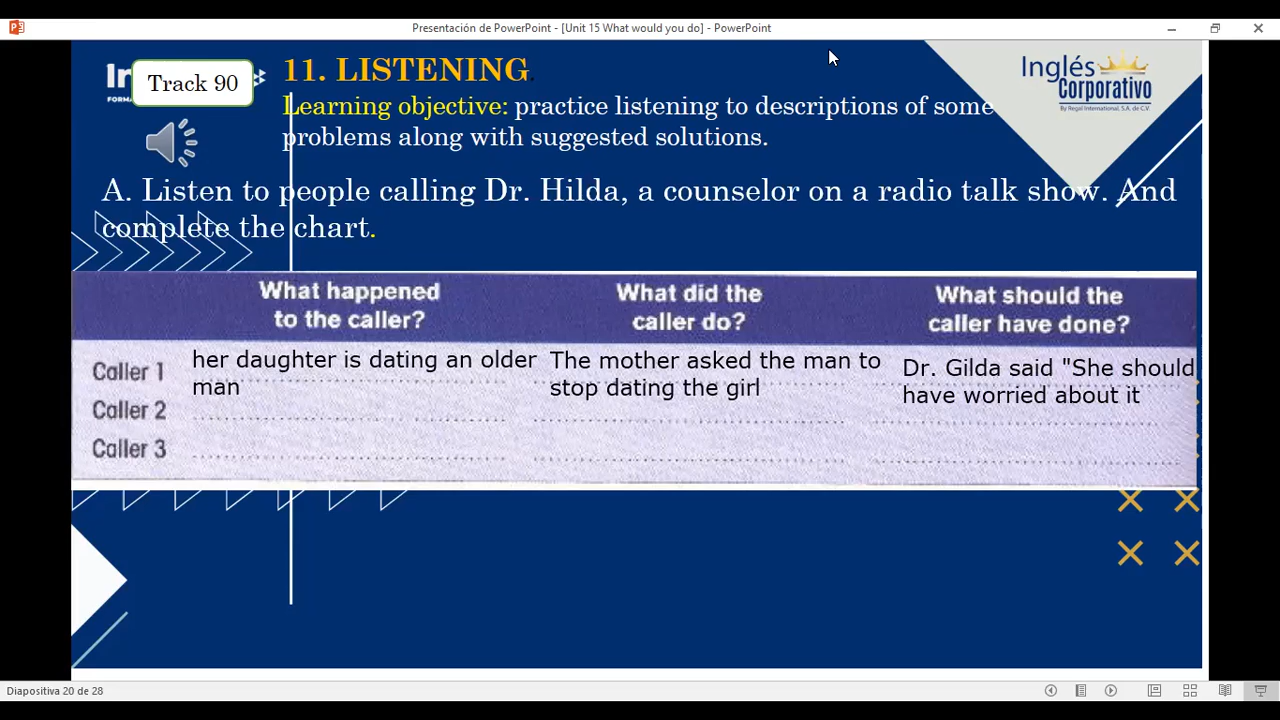 Presentación de PowerPoint - [Unit 15 What would you do] - PowerPoint
Track 90
11. LISTENING.
Learning objective: practice listening to descriptions of some
problems along with suggested solutions.
Inglés
Corporativo
By Regal International, S.A. de C.V.
A. Listen to people calling Dr. Hilda, a counselor on a radio talk show. And
complete the chart.
What happened
to the caller?
What did the
caller do?
What should the
caller have done?
Caller 1
her daughter is dating an older
man
The mother asked the man to
stop dating the girl
Dr. Gilda said "She should
have worried about it
Caller 2
Caller 3
Diapositiva 20 de 28